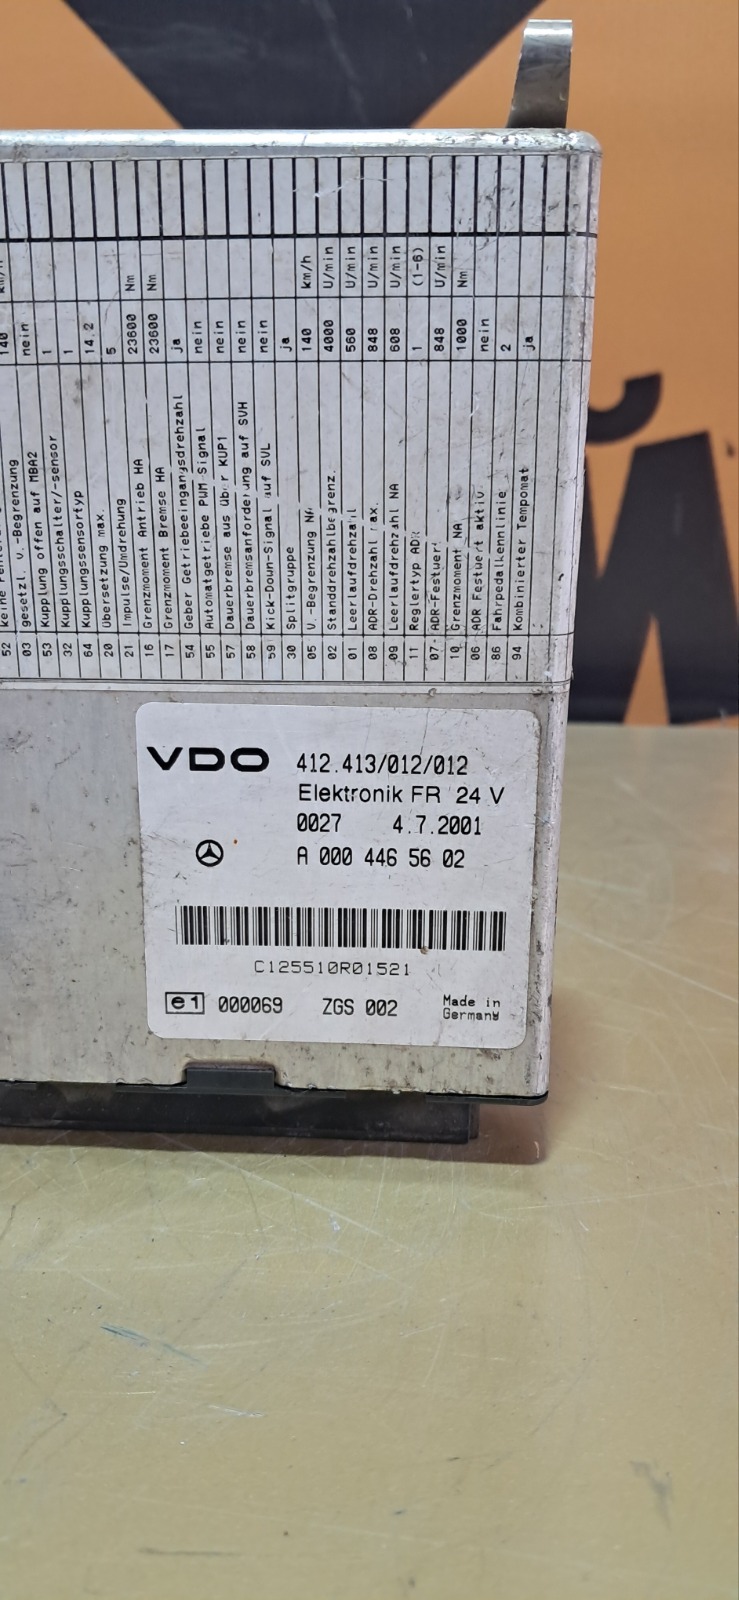 52
140 km/h
03 gesetzl. V.-Begrenzung nein
53 Kupplung offen auf MBA2 1
32 Kupplungsschalter/-sensor 1
64 Kupplungssensortyp 14.2
20 Übersetzung max. 5
21 Impulse/Umdrehung
16 Grenzmoment Antrieb HA 23600 Nm
17 Grenzmoment Bremse HA 23600 Nm
54 Geber Getriebeeingangsdrehzahl ja
55 Automatgetriebe PWM-Signal nein
57 Dauerbremse aus über KUP1 nein
58 Dauerbremsanforderung auf SVH nein
59 Kick-Down-Signal auf SVL nein
30 Splitgruppe ja
05 V.-Begrenzung NA 140 km/h
02 Standdrehzahlbegrenz. 4000 U/min
01 Leerlaufdrehzahl 560 U/min
08 ADR-Drehzahl max. 848 U/min
09 Leerlaufdrehzahl NA 608 U/min
11 Reglertyp ADR 1 (1-6)
07 ADR-Festwert 848 U/min
10 Grenzmoment NA 1000 Nm
06 ADR Festwert aktiv nein
86 Fahrpedalkennlinie 2
94 Kombinierter Tempomat ja
VDO 412.413/012/012
Elektronik FR 24 V
0027 4.7.2001
A 000 446 56 02
C125510R01521
e1 000069 ZGS 002 Made in
Germany